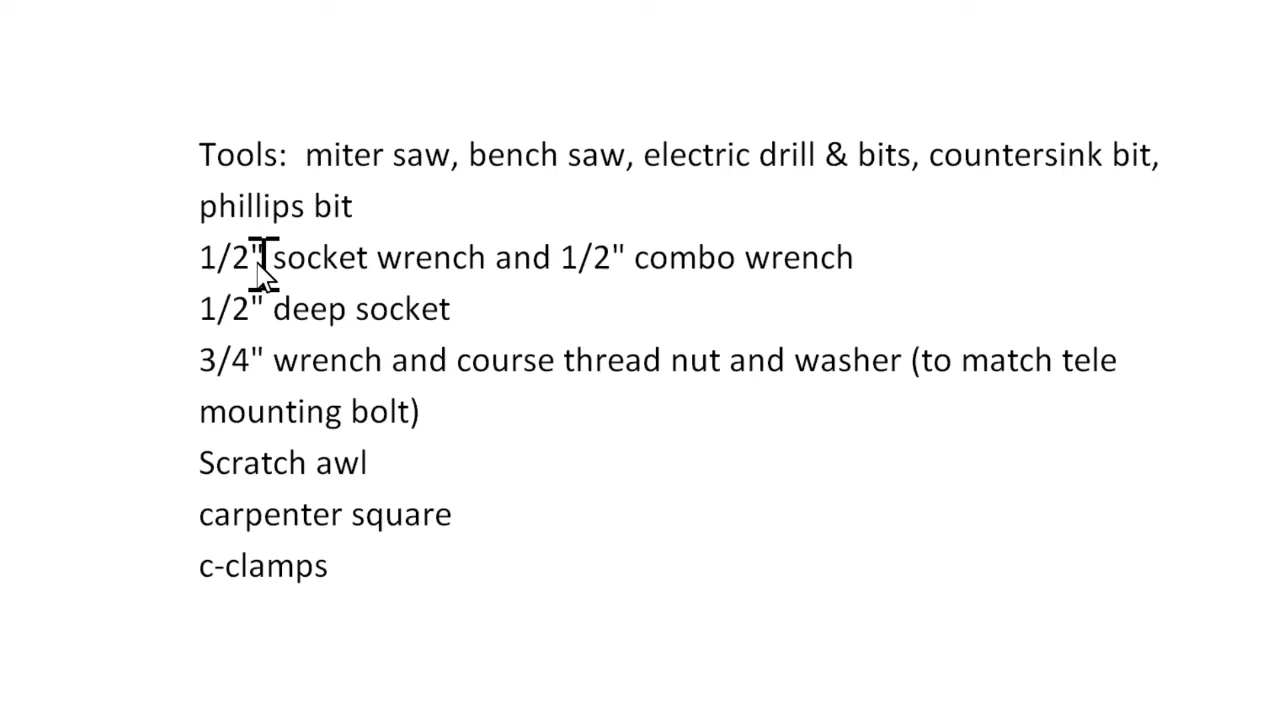 Tools:  miter saw, bench saw, electric drill & bits, countersink bit,
phillips bit
1/2" socket wrench and 1/2" combo wrench
1/2" deep socket
3/4" wrench and course thread nut and washer (to match tele
mounting bolt)
Scratch awl
carpenter square
c-clamps